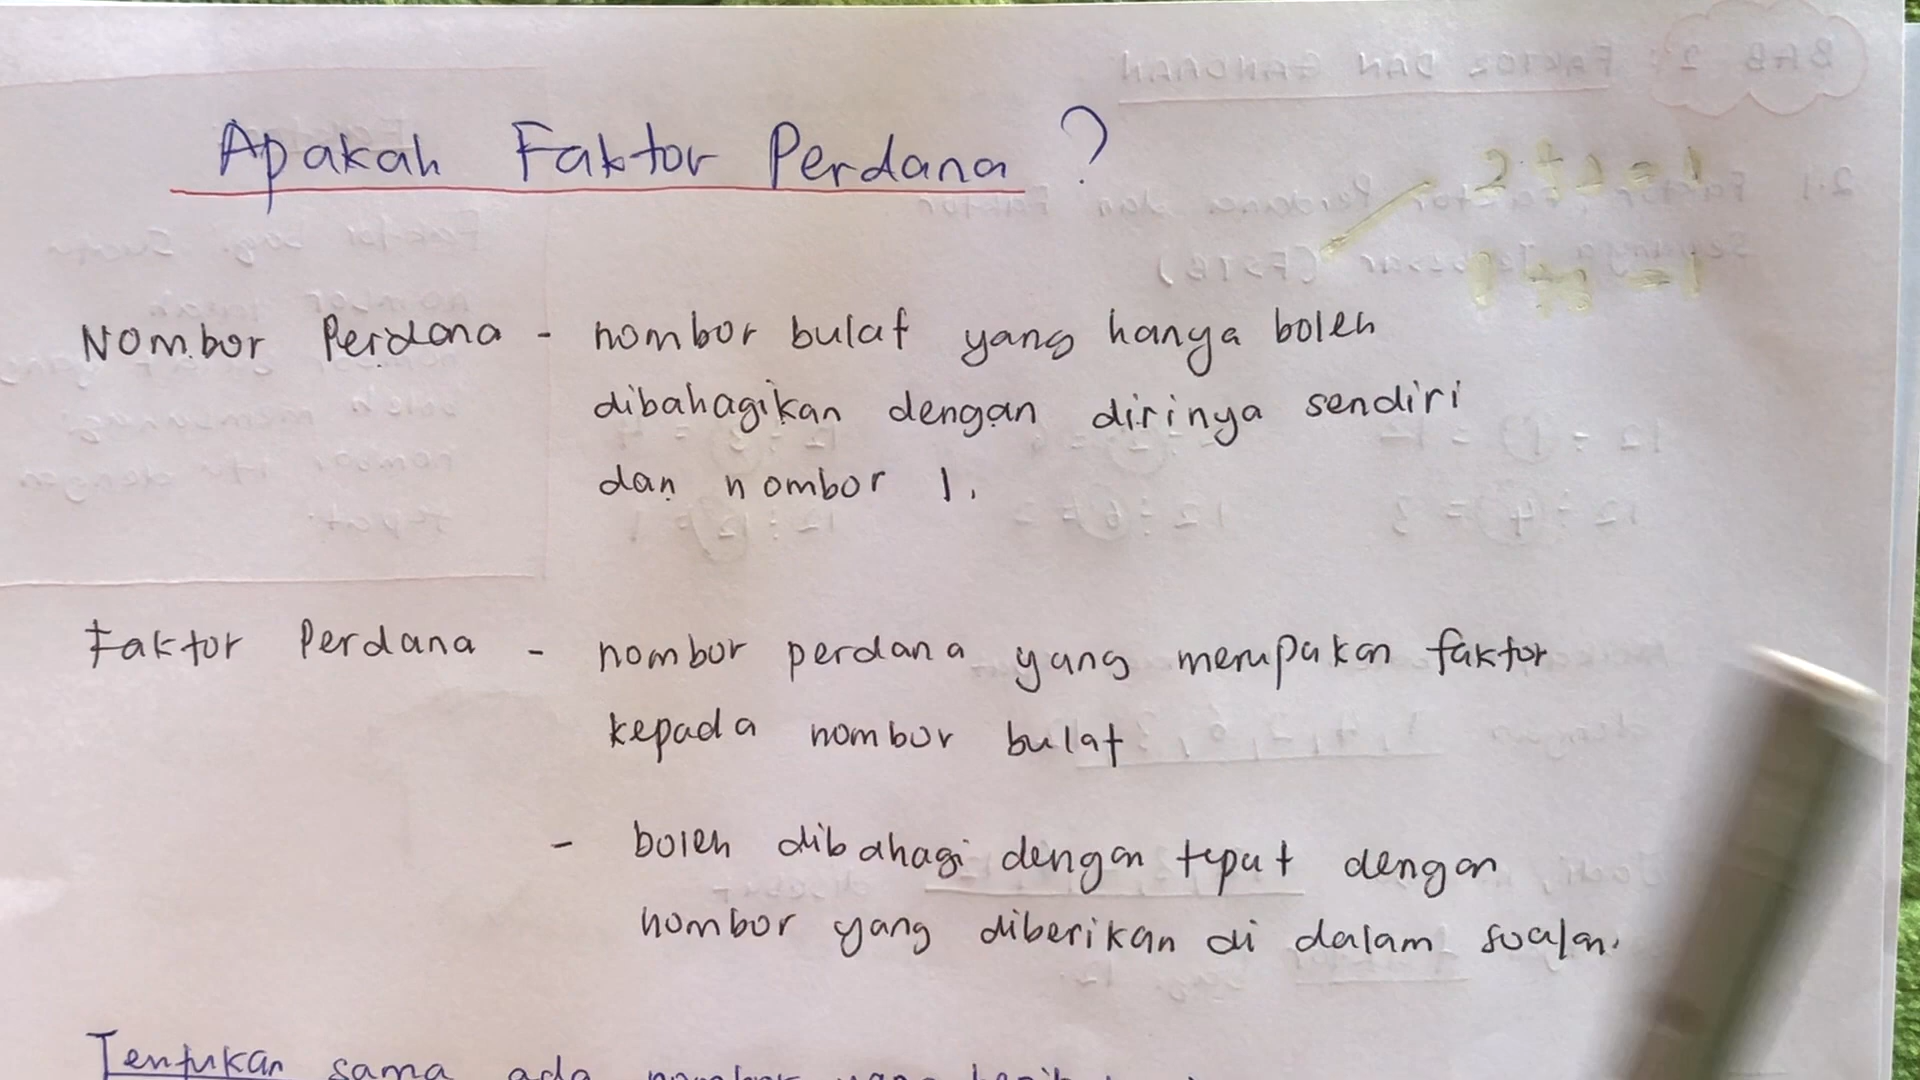 Apakah Faktor Perdana ?
Nombor Perdana - nombor bulat yang hanya boleh
dibahagikan dengan dirinya sendiri
dan nombor 1.
Faktor Perdana - nombor perdana yang merupakan faktor
kepada nombor bulat
- boleh dibahagi dengan tepat dengan
nombor yang diberikan di dalam soalan.
Tentukan sama ada nombor yang